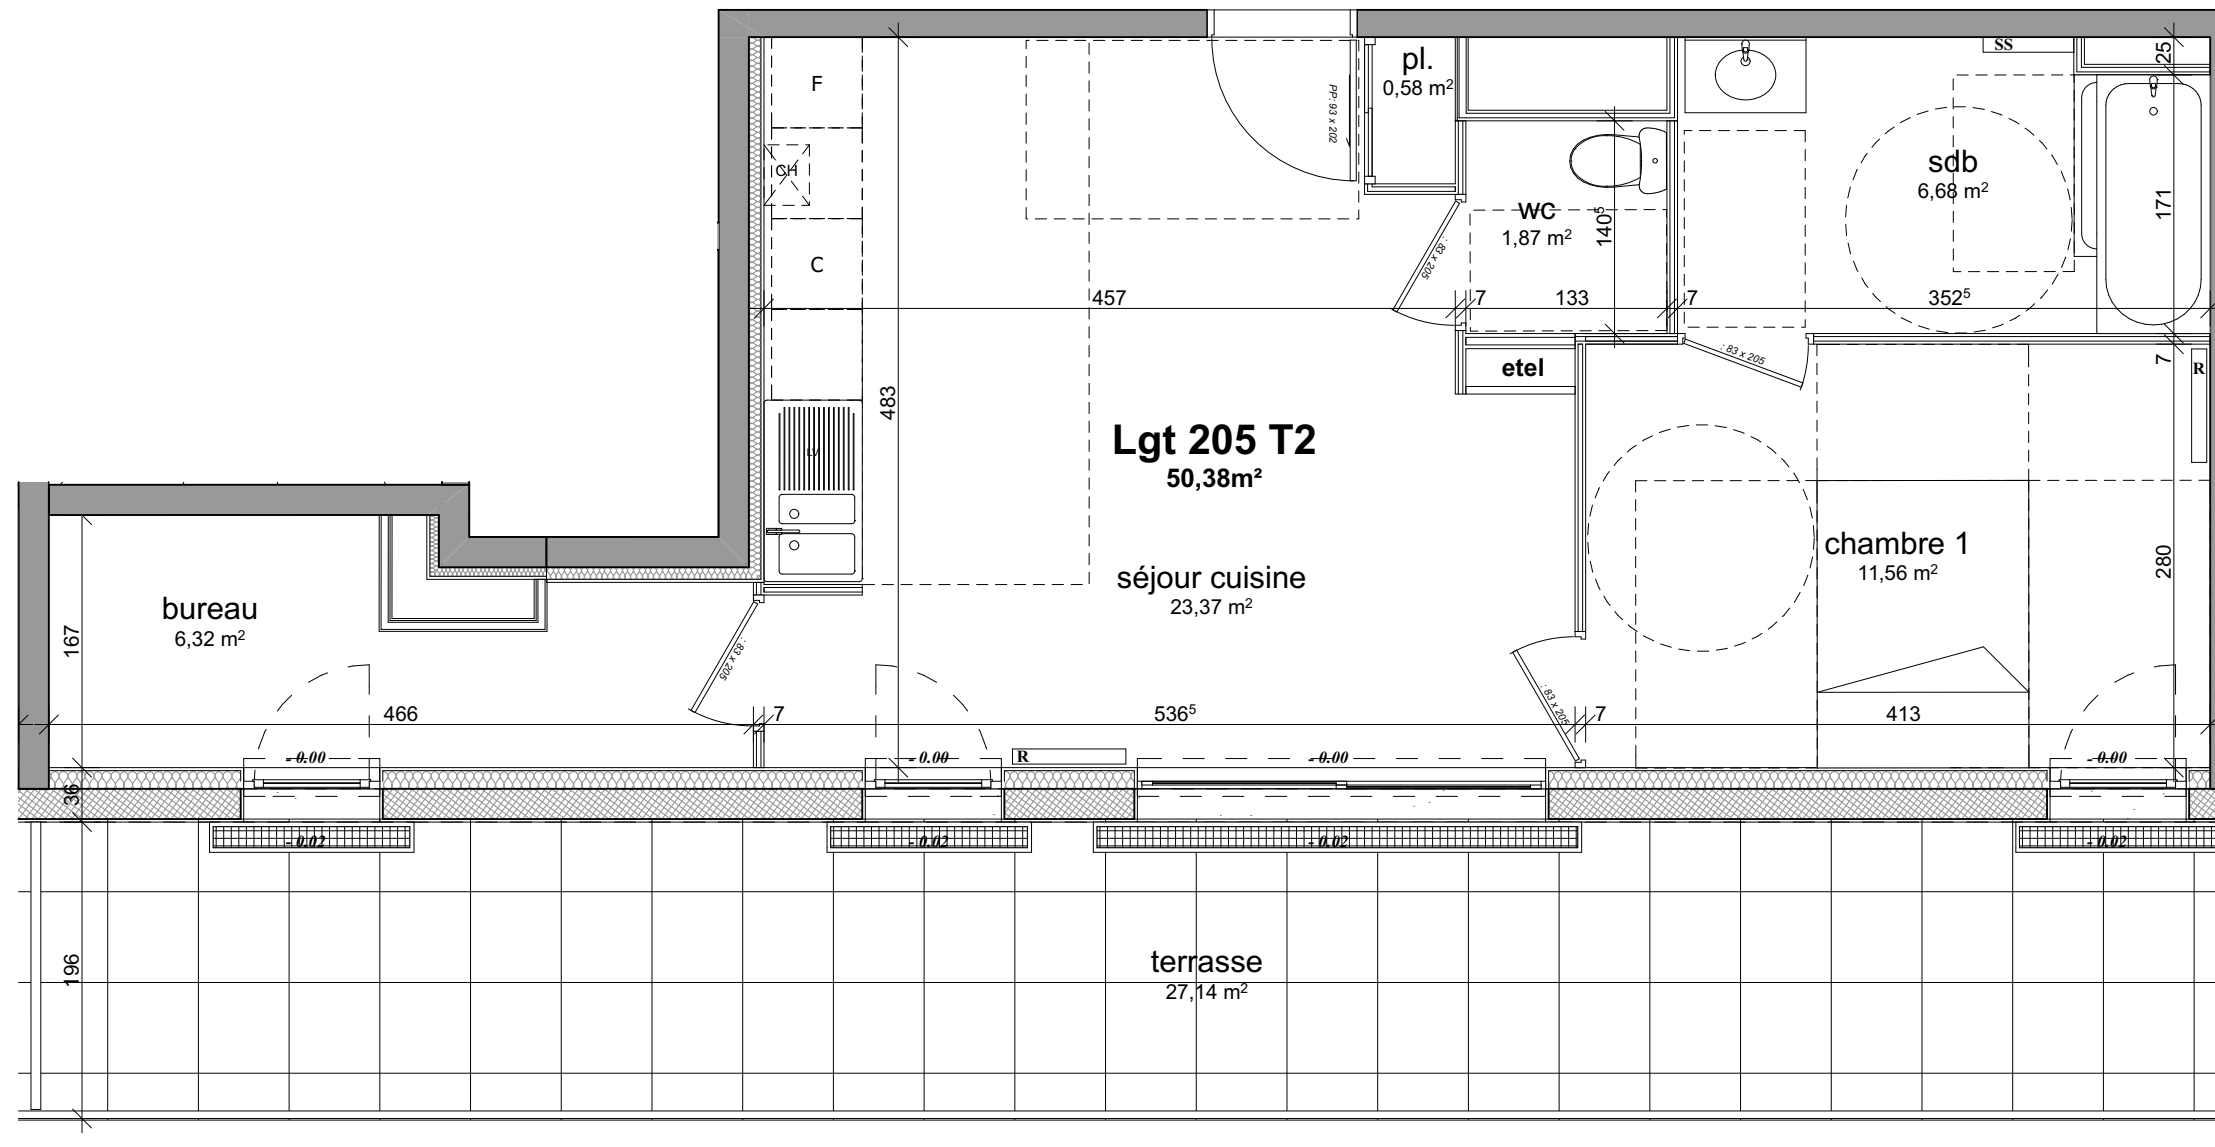 SS
25
pl.
0,58 m²
F
PP: 93 x 202
sdb
6,68 m²
CH
171
wc
1,87 m²
140⁵
: 83 x 205
C
457
7
133
7
352⁵
: 83 x 205
7
R
etel
483
Lgt 205 T2
50,38m²
LV
chambre 1
11,56 m²
280
séjour cuisine
23,37 m²
bureau
6,32 m²
167
: 83 x 205
: 83 x 205
466
7
536⁵
7
413
- 0.00
- 0.00
R
- 0.00
- 0.00
36
- 0.02
- 0.02
- 0.02
- 0.02
196
terrasse
27,14 m²